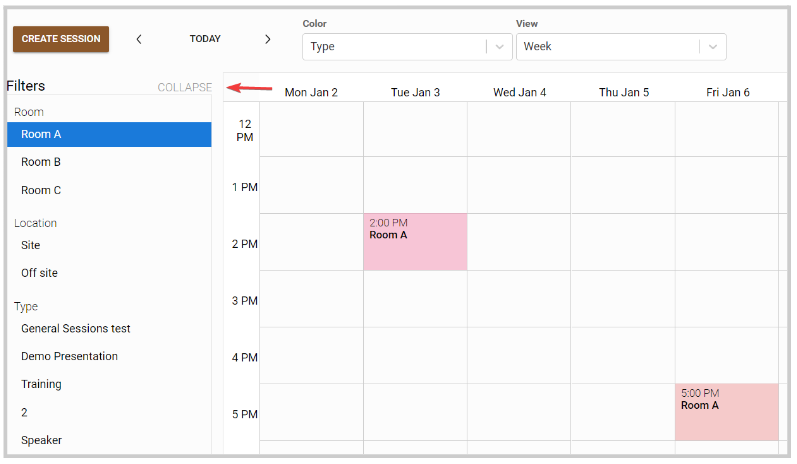 Color
View
CREATE SESSION
TODAY
Type
Week
Filters
COLLAPSE
Mon Jan 2
Tue Jan 3
Wed Jan 4
Thu Jan 5
Fri Jan 6
Room
Room A
Room B
Room C
Location
Site
Off site
Type
General Sessions test
Demo Presentation
Training
2
Speaker
12
PM
1 PM
2 PM
3 PM
4 PM
5 PM
2:00 PM
Room A
5:00 PM
Room A